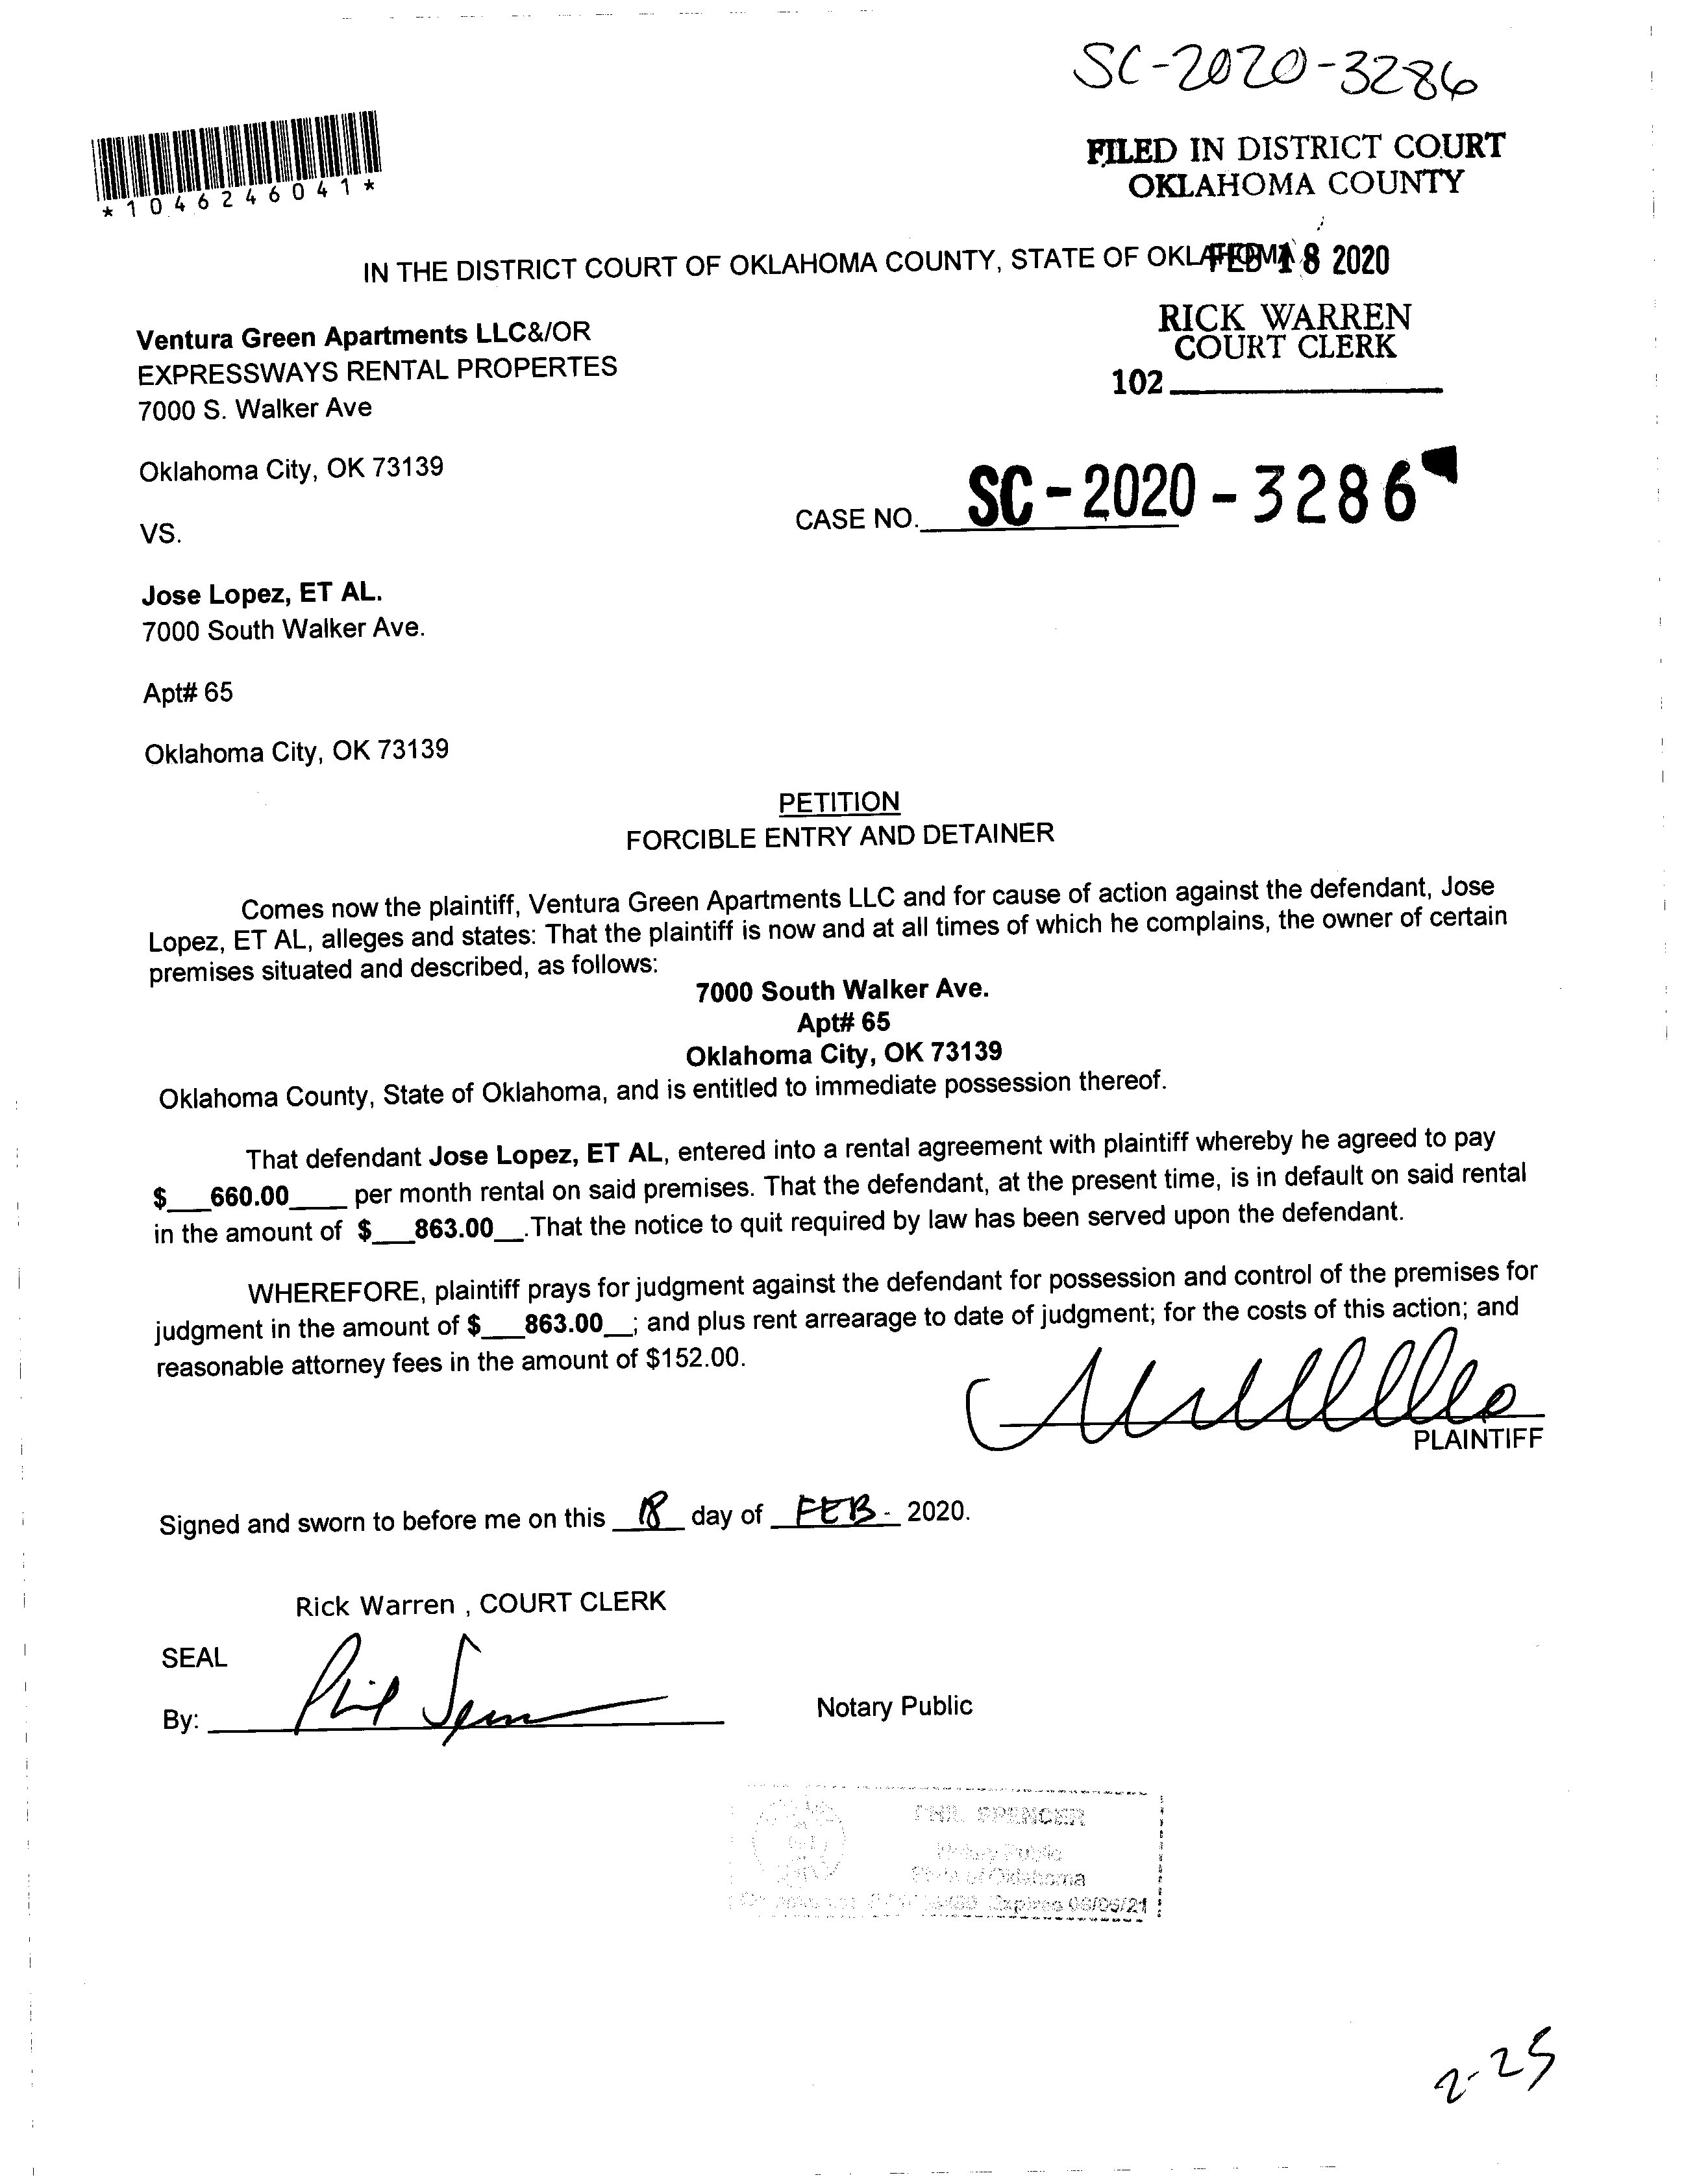 SC-2020-3286
*1046246041*
FILED IN DISTRICT COURT
OKLAHOMA COUNTY
IN THE DISTRICT COURT OF OKLAHOMA COUNTY, STATE OF OKLAHOMA
FEB 18 2020
RICK WARREN
COURT CLERK
102
Ventura Green Apartments LLC&/OR
EXPRESSWAYS RENTAL PROPERTES
7000 S. Walker Ave
Oklahoma City, OK 73139
CASE NO. SC-2020-3286
VS.
Jose Lopez, ET AL.
7000 South Walker Ave.
Apt# 65
Oklahoma City, OK 73139
PETITION
FORCIBLE ENTRY AND DETAINER
Comes now the plaintiff, Ventura Green Apartments LLC and for cause of action against the defendant, Jose
Lopez, ET AL, alleges and states: That the plaintiff is now and at all times of which he complains, the owner of certain
premises situated and described, as follows:
7000 South Walker Ave.
Apt# 65
Oklahoma City, OK 73139
Oklahoma County, State of Oklahoma, and is entitled to immediate possession thereof.
That defendant Jose Lopez, ET AL, entered into a rental agreement with plaintiff whereby he agreed to pay
$___660.00____ per month rental on said premises. That the defendant, at the present time, is in default on said rental
in the amount of $___863.00__.That the notice to quit required by law has been served upon the defendant.
WHEREFORE, plaintiff prays for judgment against the defendant for possession and control of the premises for
judgment in the amount of $___863.00__; and plus rent arrearage to date of judgment; for the costs of this action; and
reasonable attorney fees in the amount of $152.00.
PLAINTIFF
Signed and sworn to before me on this 18 day of FEB- 2020.
Rick Warren , COURT CLERK
SEAL
By: Notary Public
PHIL SPENCER
Notary Public
State of Oklahoma
Expires 06/05/21
2-25